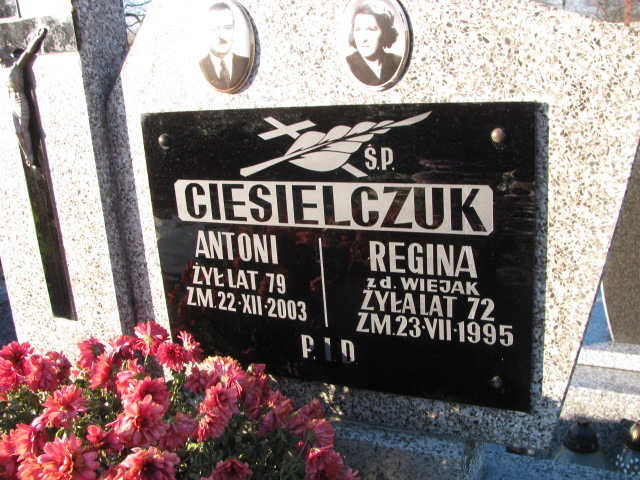 Ś.P.
CIESIELCZUK
ANTONI
ŻYŁ LAT 79
ZM. 22·XII·2003
REGINA
z d. WIEJAK
ŻYŁA LAT 72
ZM. 23·VII·1995
P.I.D.